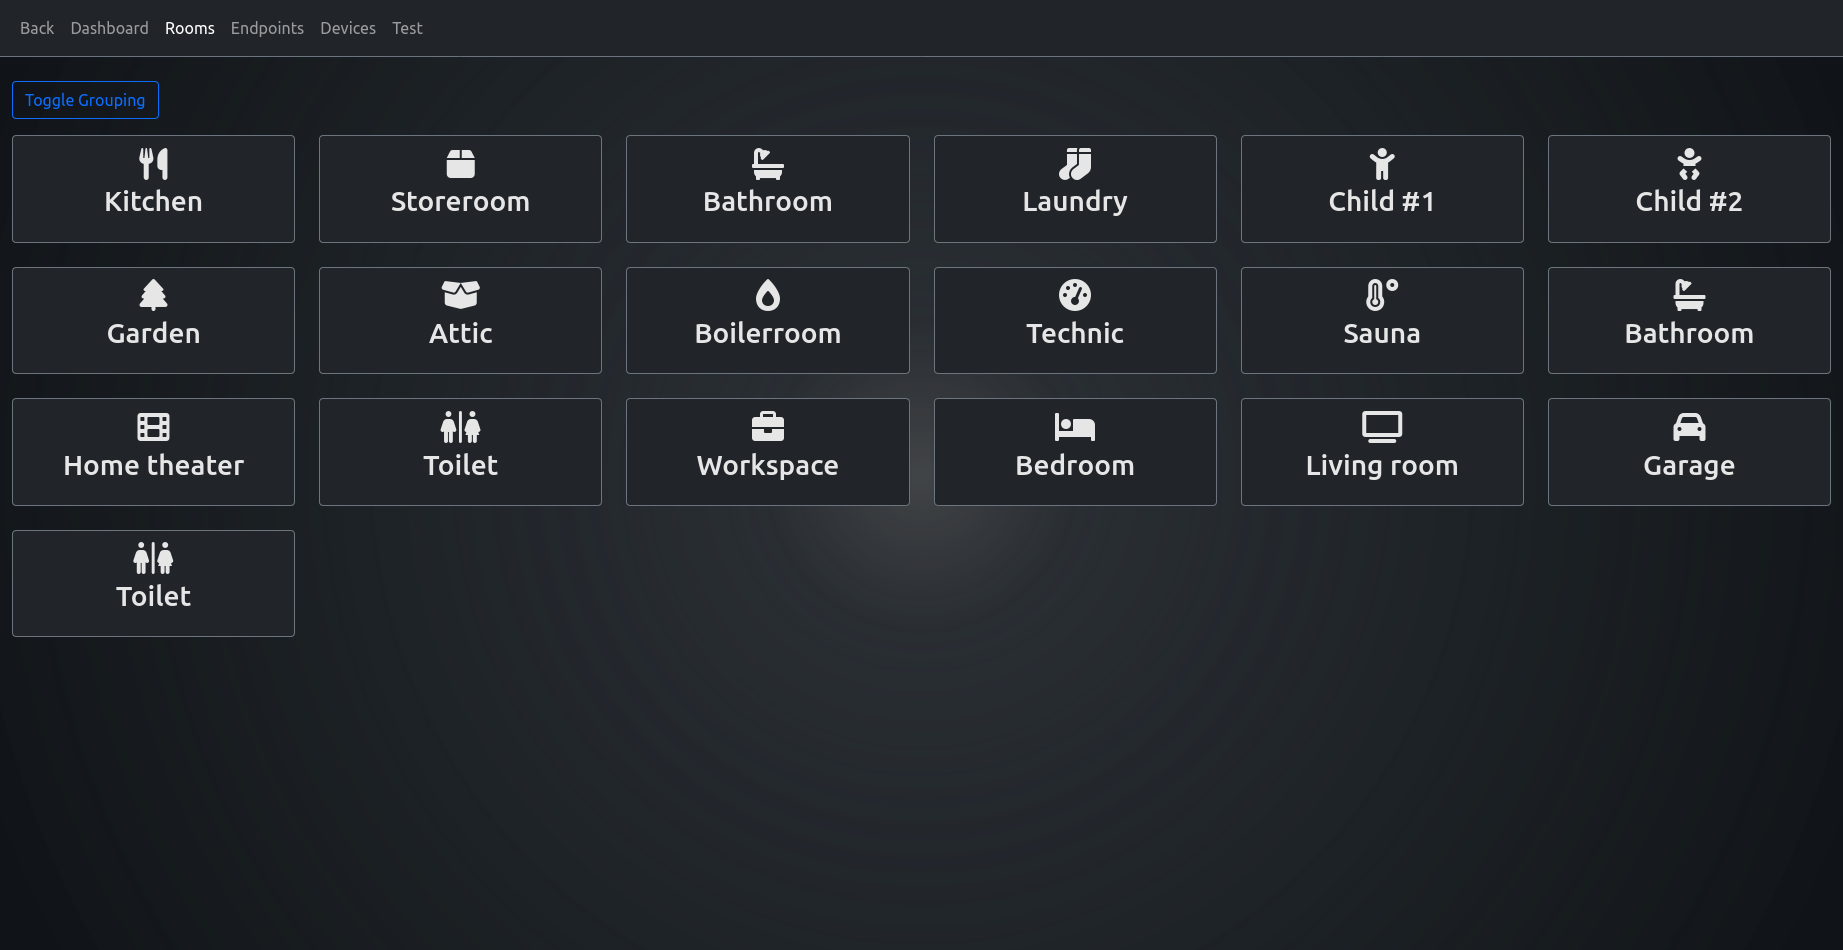 Back Dashboard Rooms Endpoints Devices Test
Toggle Grouping
Kitchen Storeroom Bathroom Laundry Child #1 Child #2
Garden Attic Boilerroom Technic Sauna Bathroom
Home theater Toilet Workspace Bedroom Living room Garage
Toilet